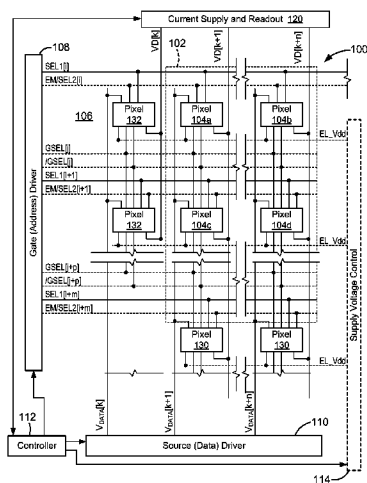 Current Supply and Readout 120
108
VD[k]
VD[k+1]
VD[k+n]
102
100
SEL1[i]
EM/SEL2[i]
106
Pixel 132
Pixel 104a
Pixel 104b
EL_Vdd
GSEL[j]
/GSEL[j]
SEL1[i+1]
EM/SEL2[i+1]
Gate (Address) Driver
Pixel 132
Pixel 104c
Pixel 104d
EL_Vdd
GSEL[j+p]
/GSEL[j+p]
SEL1[i+m]
EM/SEL2[i+m]
Supply Voltage Control
Pixel 130
Pixel 130
EL_Vdd
VDATA[k]
VDATA[k+1]
VDATA[k+n]
112
110
Controller
Source (Data) Driver
114